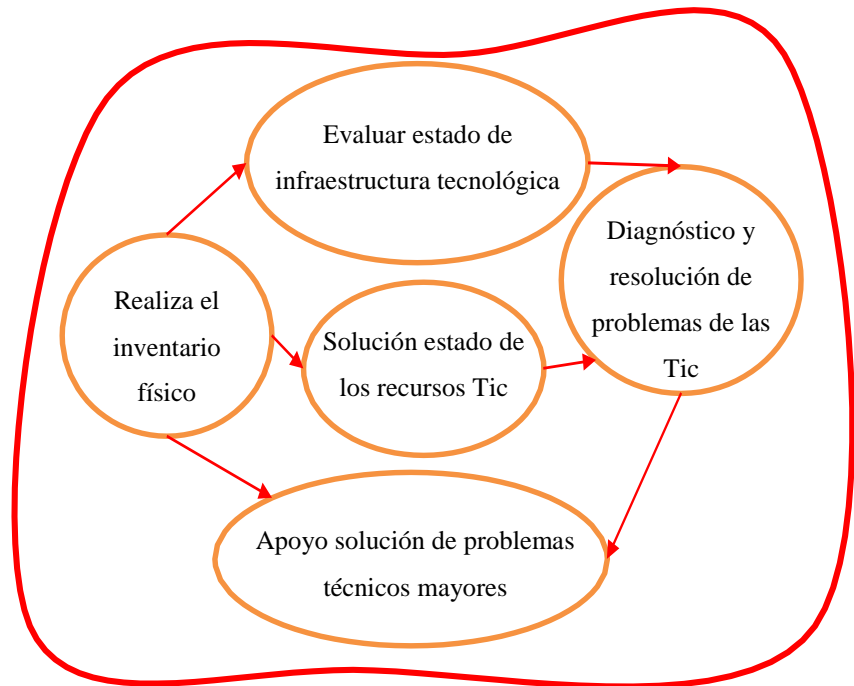 Evaluar estado de
infraestructura tecnológica
Diagnóstico y
resolución de
problemas de las
Tic
Realiza el
inventario
físico
Solución estado de
los recursos Tic
Apoyo solución de problemas
técnicos mayores